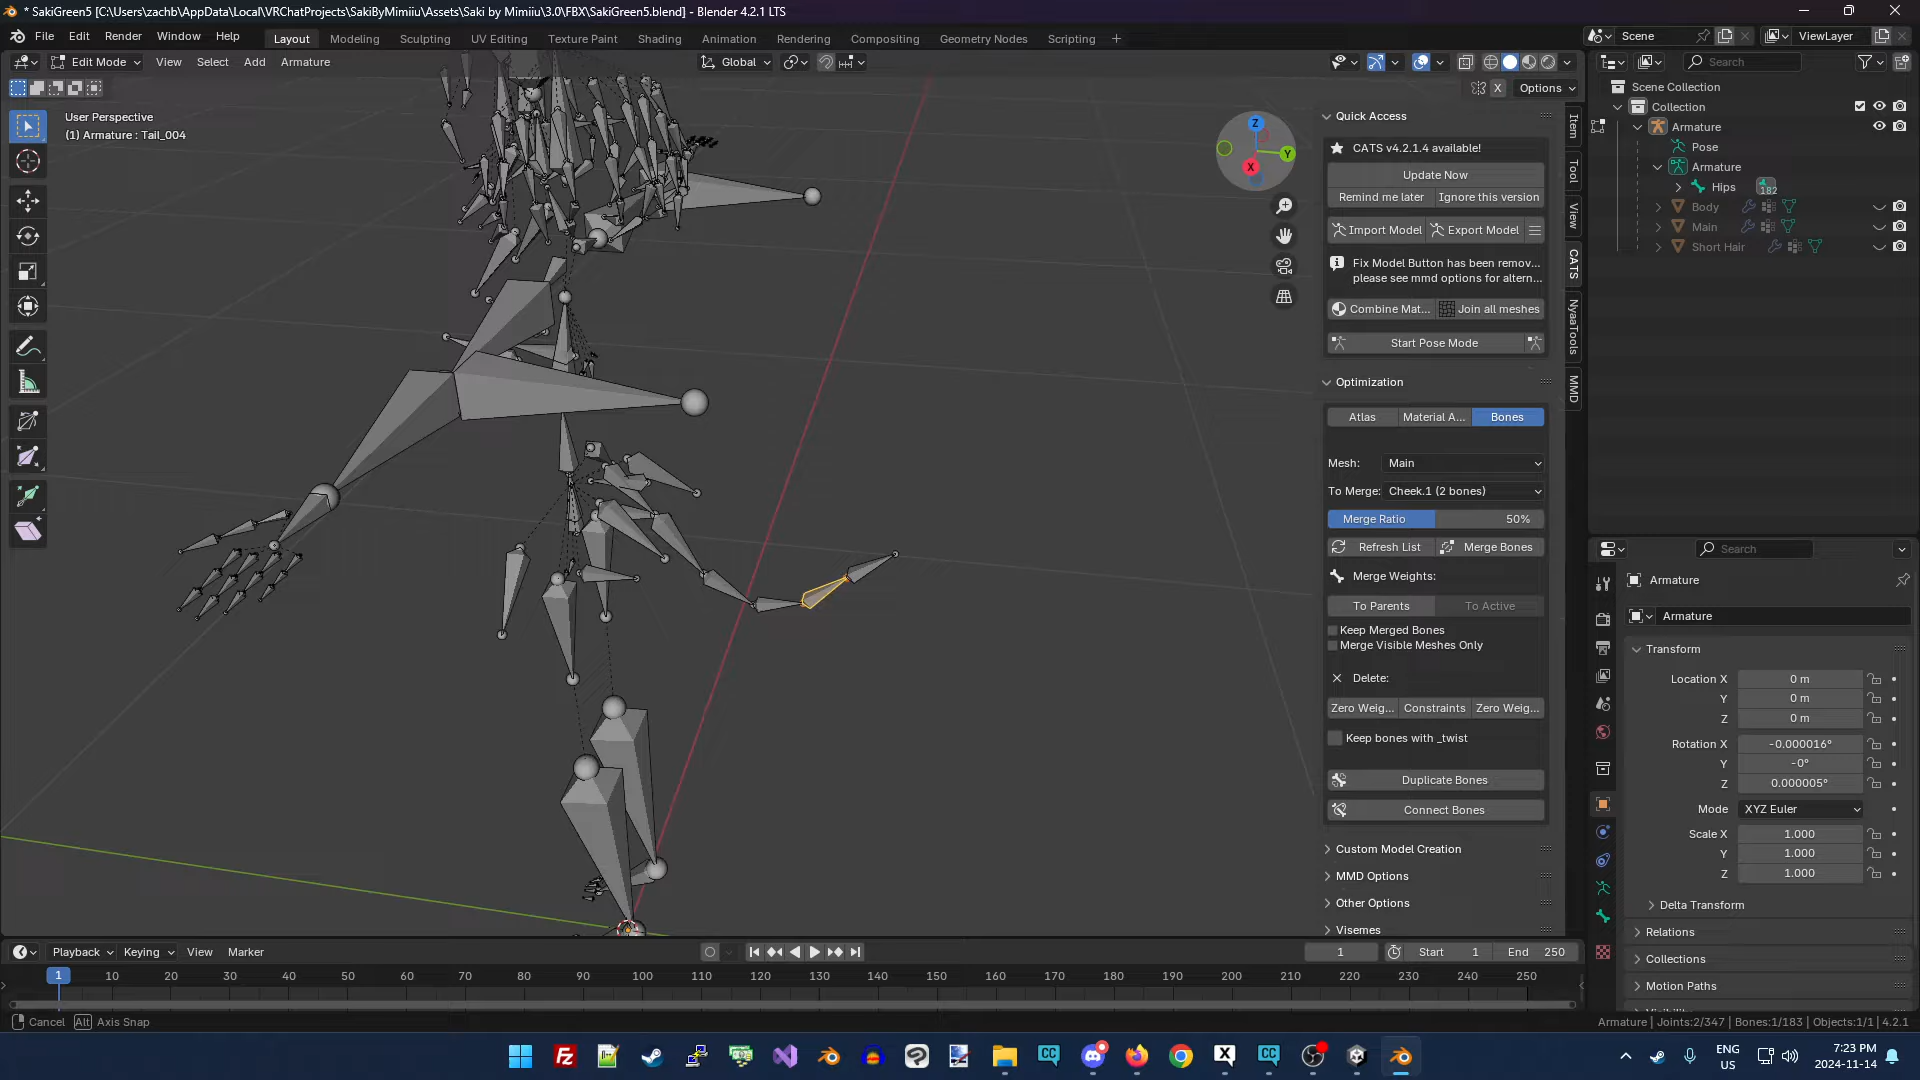 * SakiGreen5 [C:\Users\zachb\AppData\Local\VRChatProjects\SakiByMimiiu\Assets\Saki by Mimiiu\3.0\FBX\SakiGreen5.blend] - Blender 4.2.1 LTS
File Edit Render Window Help Layout Modeling Sculpting UV Editing Texture Paint Shading Animation Rendering Compositing Geometry Nodes Scripting + Scene ViewLayer
Edit Mode View Select Add Armature Global Search
X Options
User Perspective
(1) Armature : Tail_004
Z
Y
X
Quick Access
CATS v4.2.1.4 available!
Update Now
Remind me later Ignore this version
Import Model Export Model
Fix Model Button has been remov...
please see mmd options for altern...
Combine Mat... Join all meshes
Start Pose Mode
Optimization
Atlas Material A... Bones
Mesh: Main
To Merge: Cheek.1 (2 bones)
Merge Ratio 50%
Refresh List Merge Bones
Merge Weights:
To Parents To Active
Keep Merged Bones
Merge Visible Meshes Only
Delete:
Zero Weig... Constraints Zero Weig...
Keep bones with _twist
Duplicate Bones
Connect Bones
Custom Model Creation
MMD Options
Other Options
Visemes
Item
Tool
View
CATS
NyaaTools
MMD
Scene Collection
Collection
Armature
Pose
Armature
Hips 182
Body
Main
Short Hair
Search
Armature
Armature
Transform
Location X 0 m
Y 0 m
Z 0 m
Rotation X -0.000016°
Y -0°
Z 0.000005°
Mode XYZ Euler
Scale X 1.000
Y 1.000
Z 1.000
Delta Transform
Relations
Collections
Motion Paths
Playback Keying View Marker 1 Start 1 End 250
1 10 20 30 40 50 60 70 80 90 100 110 120 130 140 150 160 170 180 190 200 210 220 230 240 250
Cancel Alt Axis Snap Armature | Joints:2/347 | Bones:1/183 | Objects:1/1 | 4.2.1
ENG
US
7:23 PM
2024-11-14